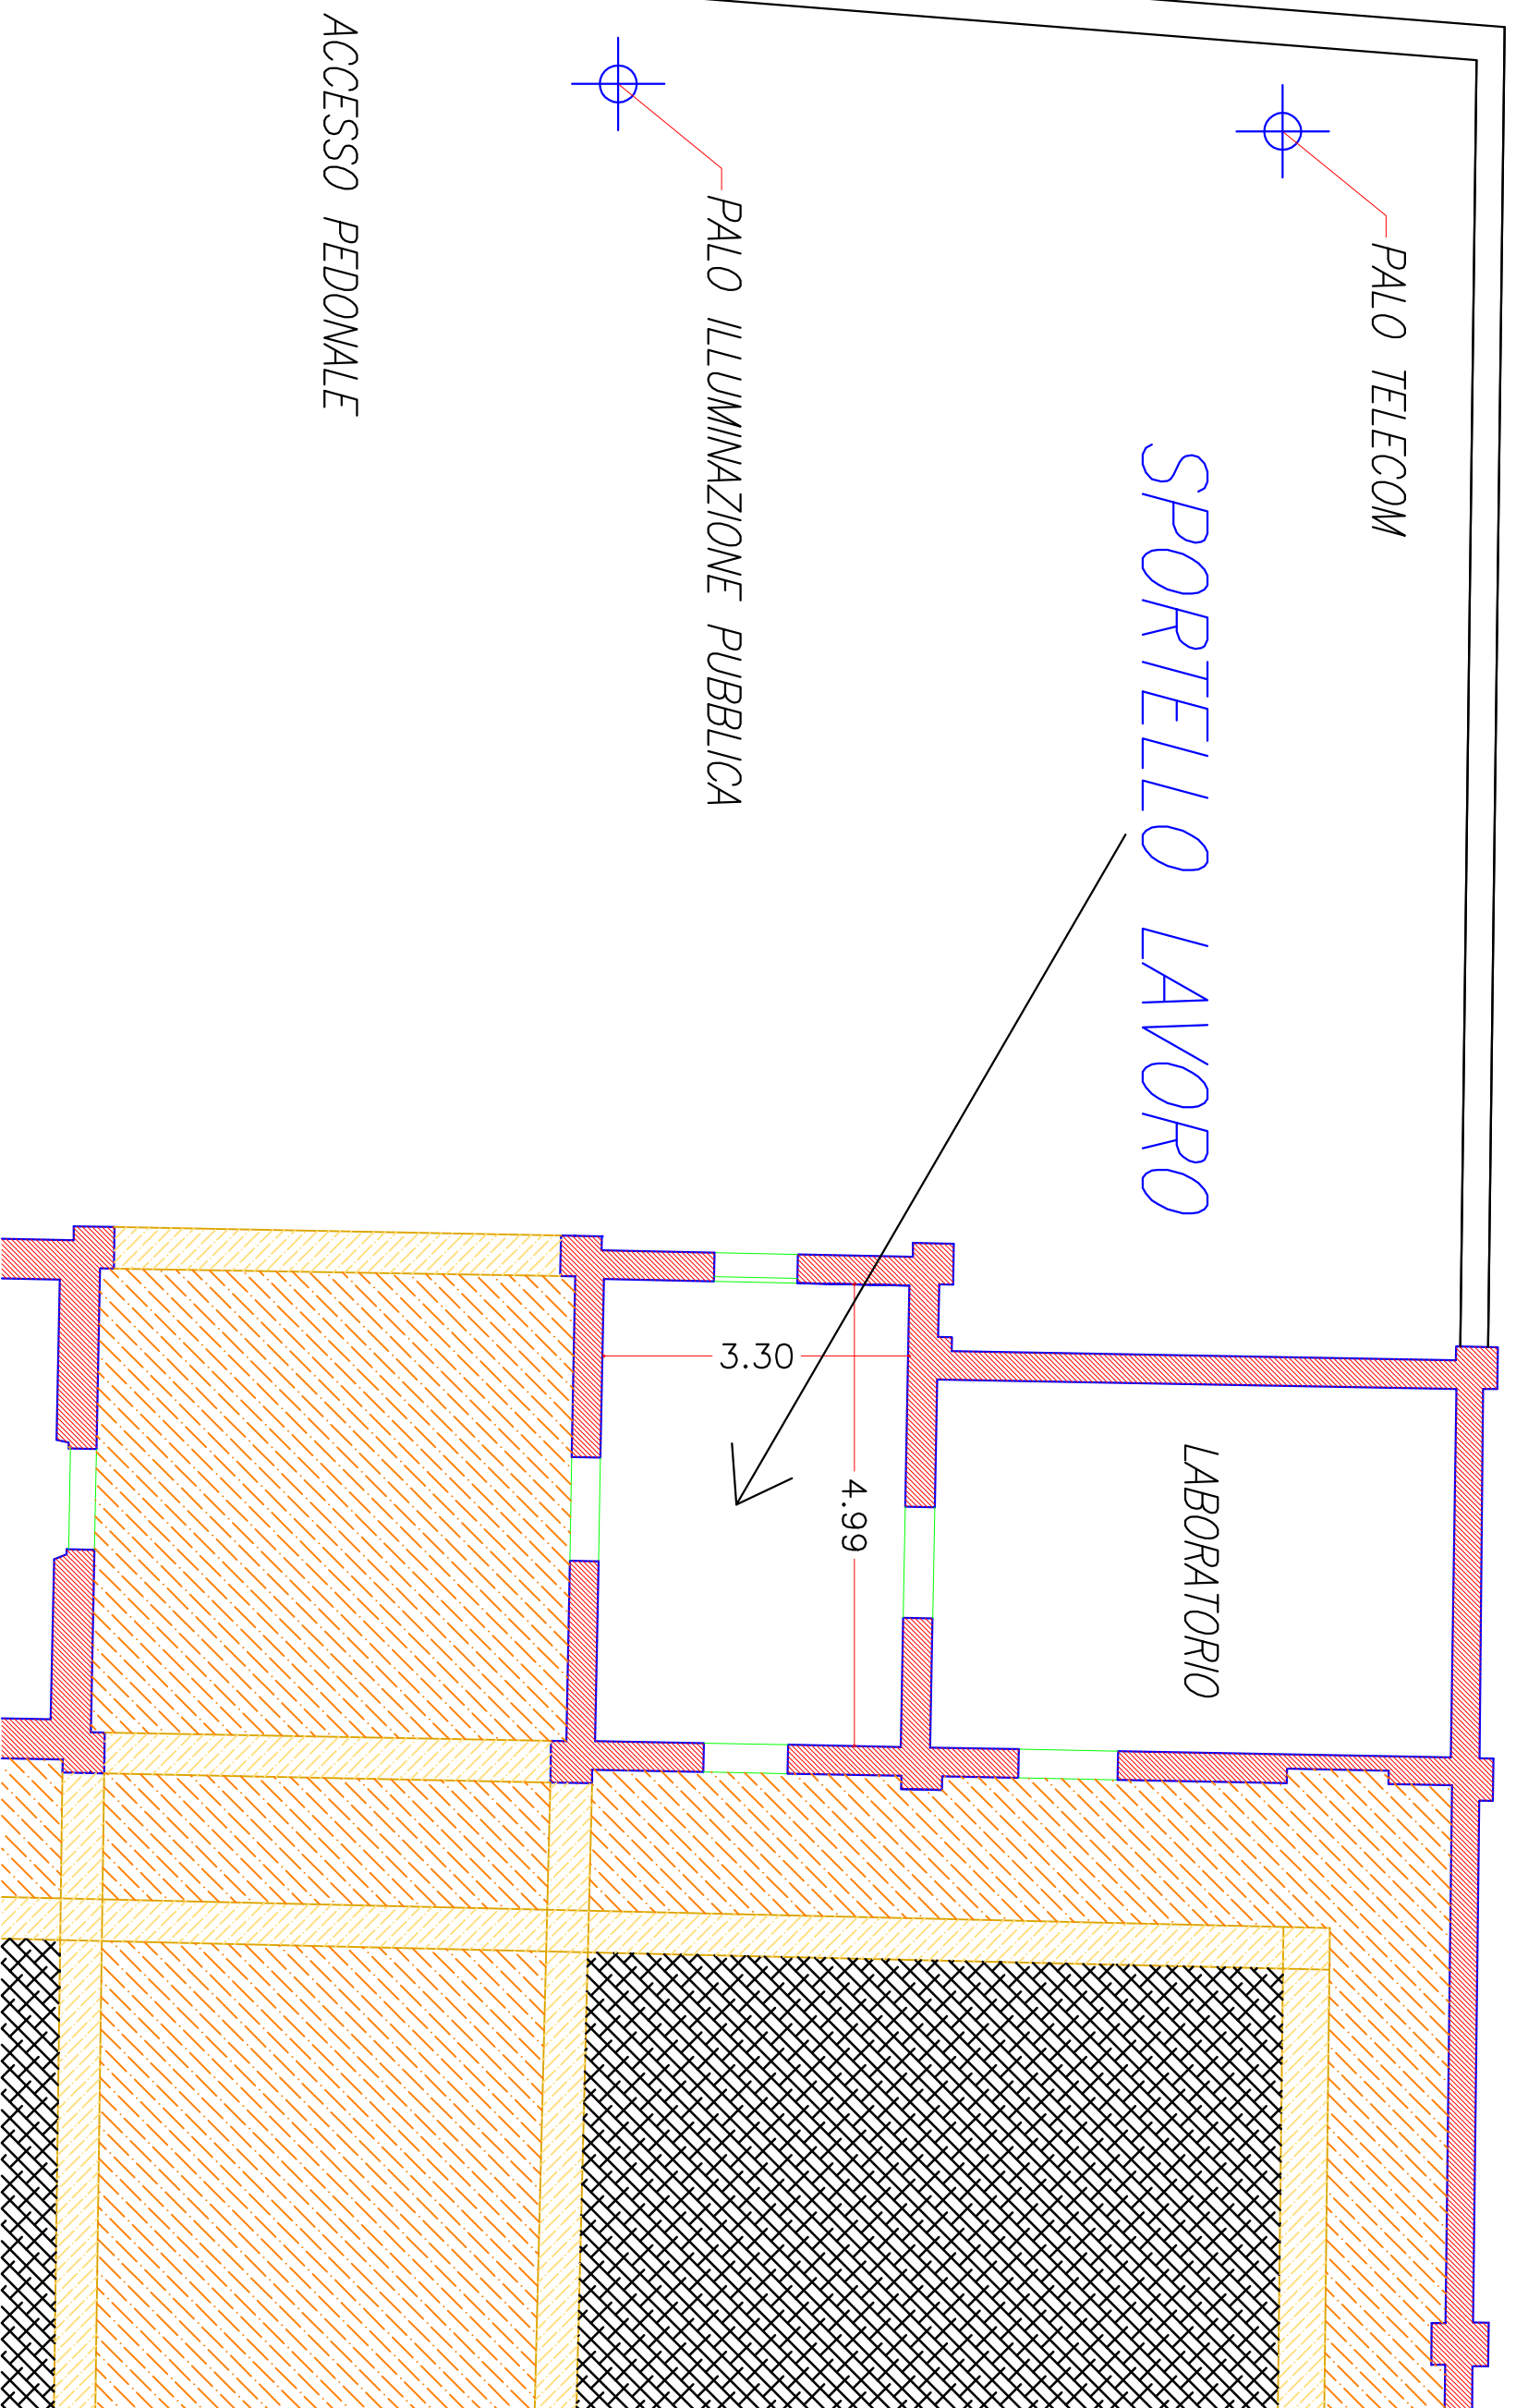 PALO TELECOM
SPORTELLO LAVORO
LABORATORIO
4.99
3.30
PALO ILLUMINAZIONE PUBBLICA
ACCESSO PEDONALE